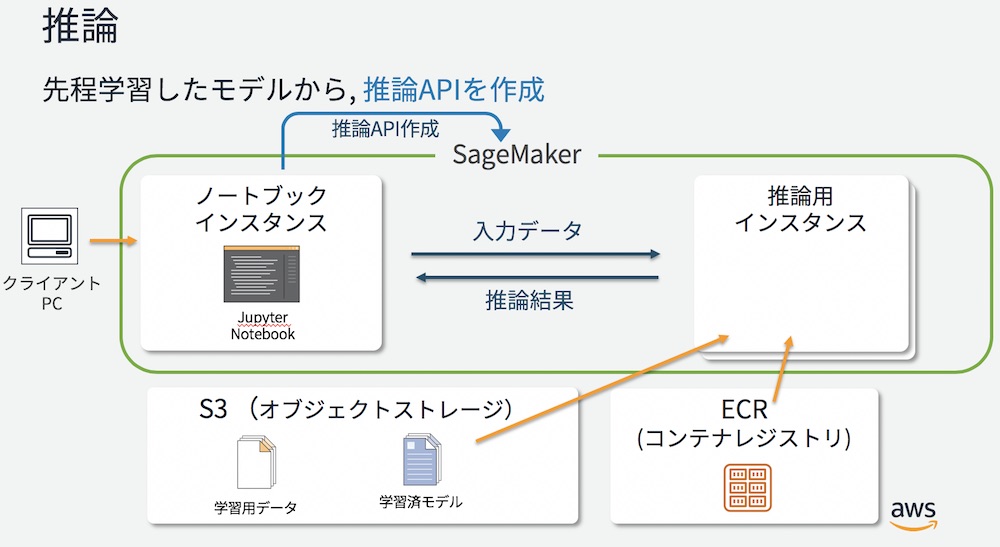 推論
先程学習したモデルから, 推論APIを作成
推論API作成
SageMaker
ノートブック
インスタンス
Jupyter
Notebook
クライアント
PC
入力データ
推論結果
推論用
インスタンス
S3 （オブジェクトストレージ）
学習用データ
学習済モデル
ECR
(コンテナレジストリ)
aws